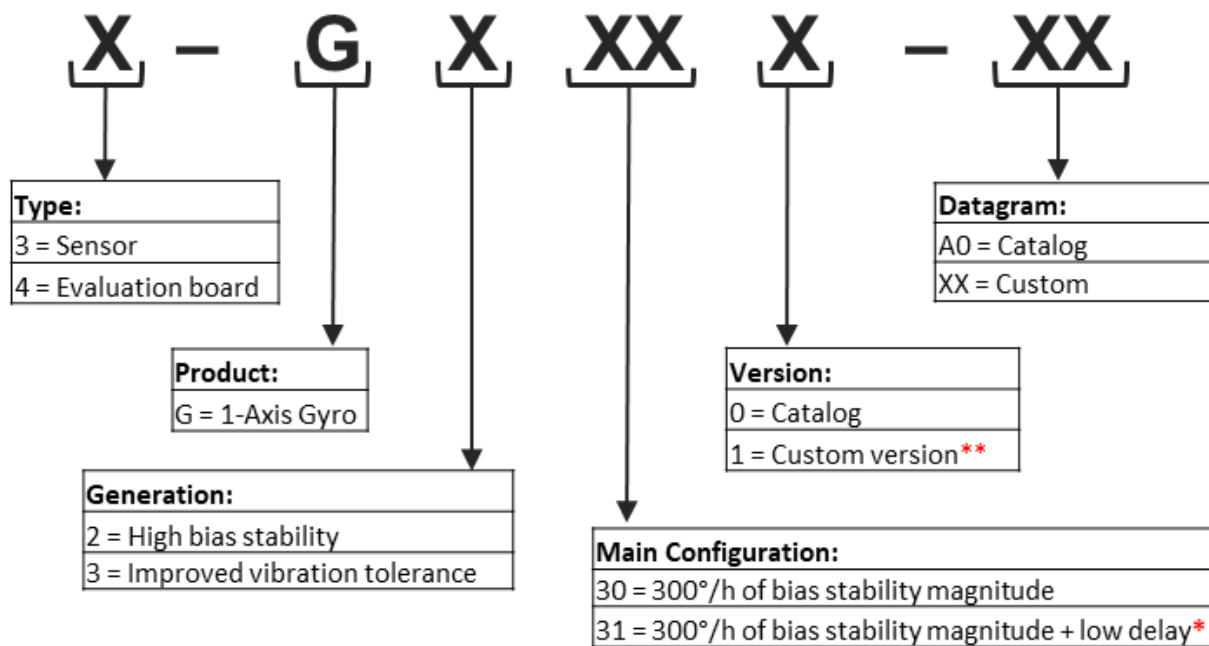 X – G X XX X - XX
Type:
3 = Sensor
4 = Evaluation board
Datagram:
A0 = Catalog
XX = Custom
Product:
G = 1-Axis Gyro
Version:
0 = Catalog
1 = Custom version**
Generation:
2 = High bias stability
3 = Improved vibration tolerance
Main Configuration:
30 = 300°/h of bias stability magnitude
31 = 300°/h of bias stability magnitude + low delay*